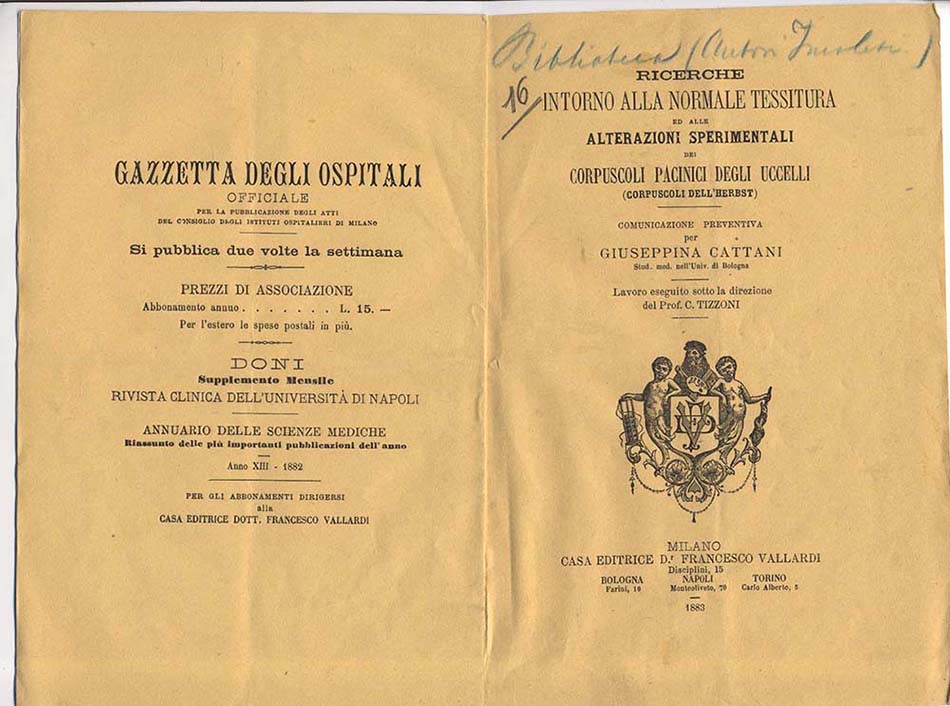 GAZZETTA DEGLI OSPITALI
OFFICIALE
PER LA PUBBLICAZIONE DEGLI ATTI
DEL CONSIGLIO DEGLI ISTITUTI OSPITALIERI DI MILANO
Si pubblica due volte la settimana
PREZZI DI ASSOCIAZIONE
Abbonamento annuo . . . . . . . L. 15. —
Per l'estero le spese postali in più.
DONI
Supplemento Mensile
RIVISTA CLINICA DELL'UNIVERSITÀ DI NAPOLI
ANNUARIO DELLE SCIENZE MEDICHE
Riassunto delle più importanti pubblicazioni dell'anno
Anno XIII - 1882
PER GLI ABBONAMENTI DIRIGERSI
alla
CASA EDITRICE DOTT. FRANCESCO VALLARDI
Biblioteca (Autori Imolesi)
16/
RICERCHE
INTORNO ALLA NORMALE TESSITURA
ED ALLE
ALTERAZIONI SPERIMENTALI
DEI
CORPUSCOLI PACINICI DEGLI UCCELLI
(CORPUSCOLI DELL'HERBST)
COMUNICAZIONE PREVENTIVA
per
GIUSEPPINA CATTANI
Stud. med. nell'Univ. di Bologna
Lavoro eseguito sotto la direzione
del Prof. C. TIZZONI
MILANO
CASA EDITRICE D.r FRANCESCO VALLARDI
Disciplini, 15
BOLOGNA NAPOLI TORINO
Farini, 10 Monteoliveto, 79 Carlo Alberto, 5
1883